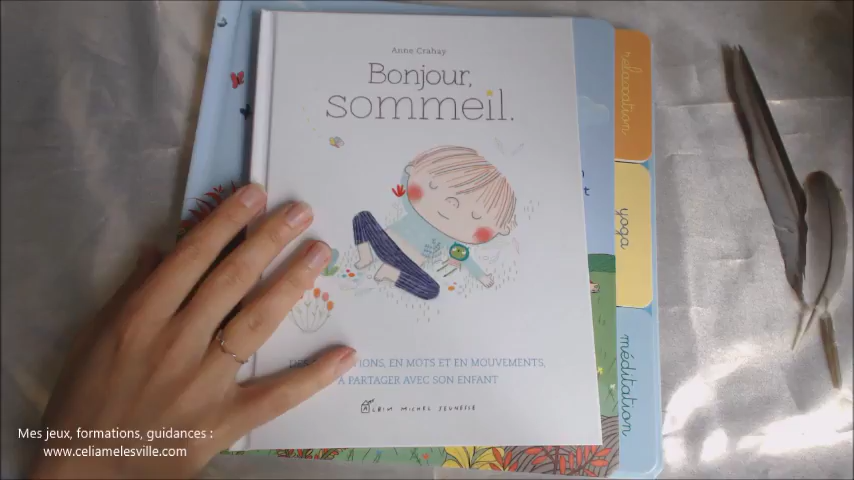 Anne Crahay
Bonjour,
sommeil.
relaxation
yoga
méditation
IONS, EN MOTS ET EN MOUVEMENTS,
À PARTAGER AVEC SON ENFANT
ALBIN MICHEL JEUNESSE
Mes jeux, formations, guidances :
www.celiamelesville.com